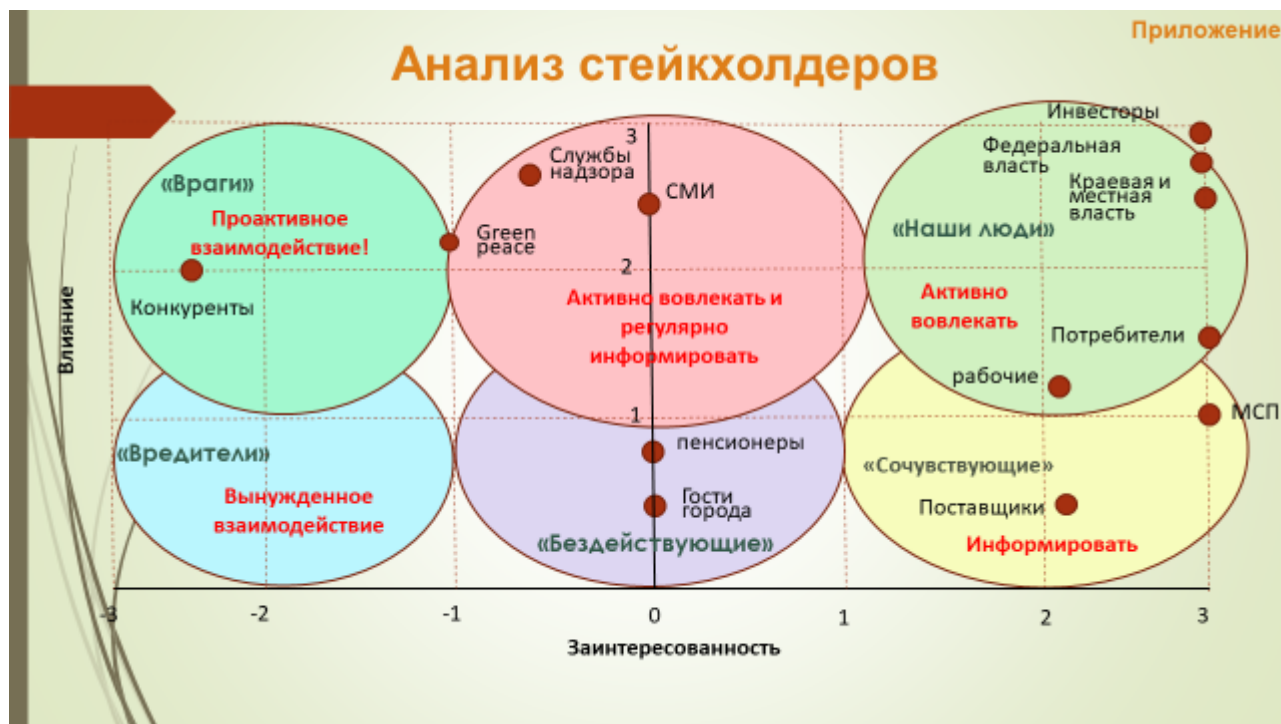 Приложение
Анализ стейкхолдеров
Инвесторы
Федеральная
власть
Краевая и
местная
власть
«Наши люди»
Активно
вовлекать
Потребители
рабочие
3
Службы
надзора
СМИ
Green
peace
2
Активно вовлекать и
регулярно
информировать
«Враги»
Проактивное
взаимодействие!
Конкуренты
Влияние
«Вредители»
Вынужденное
взаимодействие
1
пенсионеры
Гости
города
«Бездействующие»
МСП
«Сочувствующие»
Поставщики
Информировать
-3
-2
-1
0
1
2
3
Заинтересованность